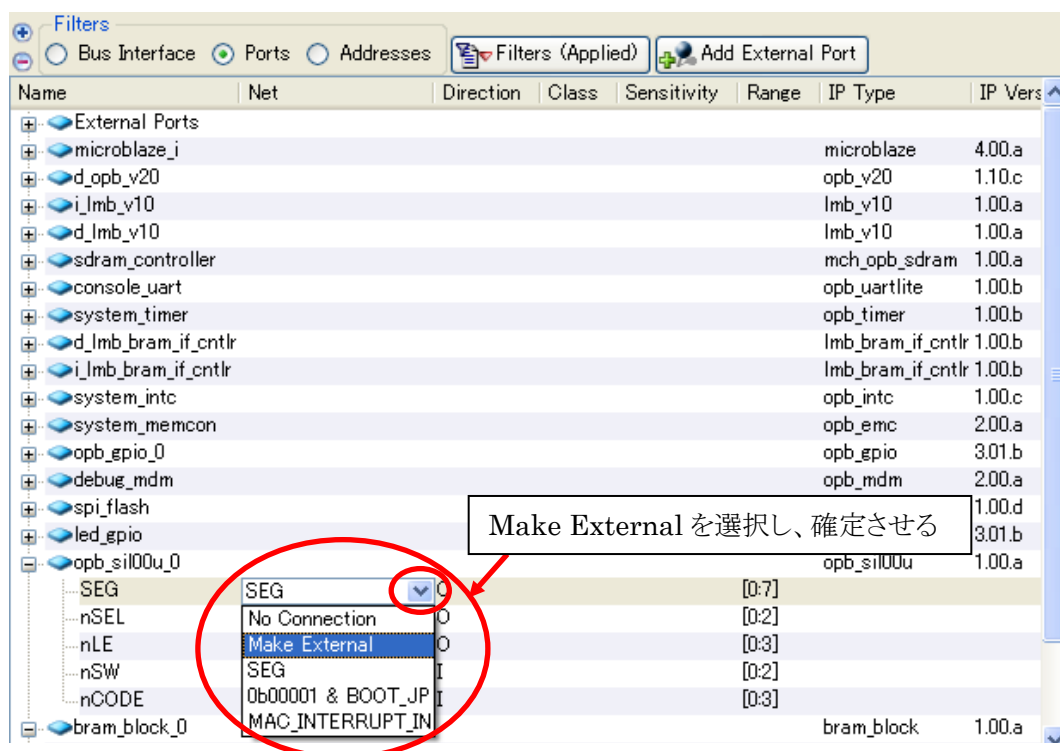 Filters
Bus Interface Ports Addresses Filters (Applied) Add External Port
Name Net Direction Class Sensitivity Range IP Type IP Vers
External Ports
microblaze_i microblaze 4.00.a
d_opb_v20 opb_v20 1.10.c
i_lmb_v10 lmb_v10 1.00.a
d_lmb_v10 lmb_v10 1.00.a
sdram_controller mch_opb_sdram 1.00.a
console_uart opb_uartlite 1.00.b
system_timer opb_timer 1.00.b
d_lmb_bram_if_cntlr lmb_bram_if_cntlr 1.00.b
i_lmb_bram_if_cntlr lmb_bram_if_cntlr 1.00.b
system_intc opb_intc 1.00.c
system_memcon opb_emc 2.00.a
opb_gpio_0 opb_gpio 3.01.b
debug_mdm opb_mdm 2.00.a
spi_flash 1.00.d
Make External を選択し、確定させる
led_gpio 3.01.b
opb_sil00u_0 opb_sil00u 1.00.a
SEG SEG O [0:7]
nSEL No Connection O [0:2]
nLE Make External O [0:3]
nSW SEG I [0:2]
nCODE 0b00001 & BOOT_JP I [0:3]
bram_block_0 MAC_INTERRUPT_IN bram_block 1.00.a